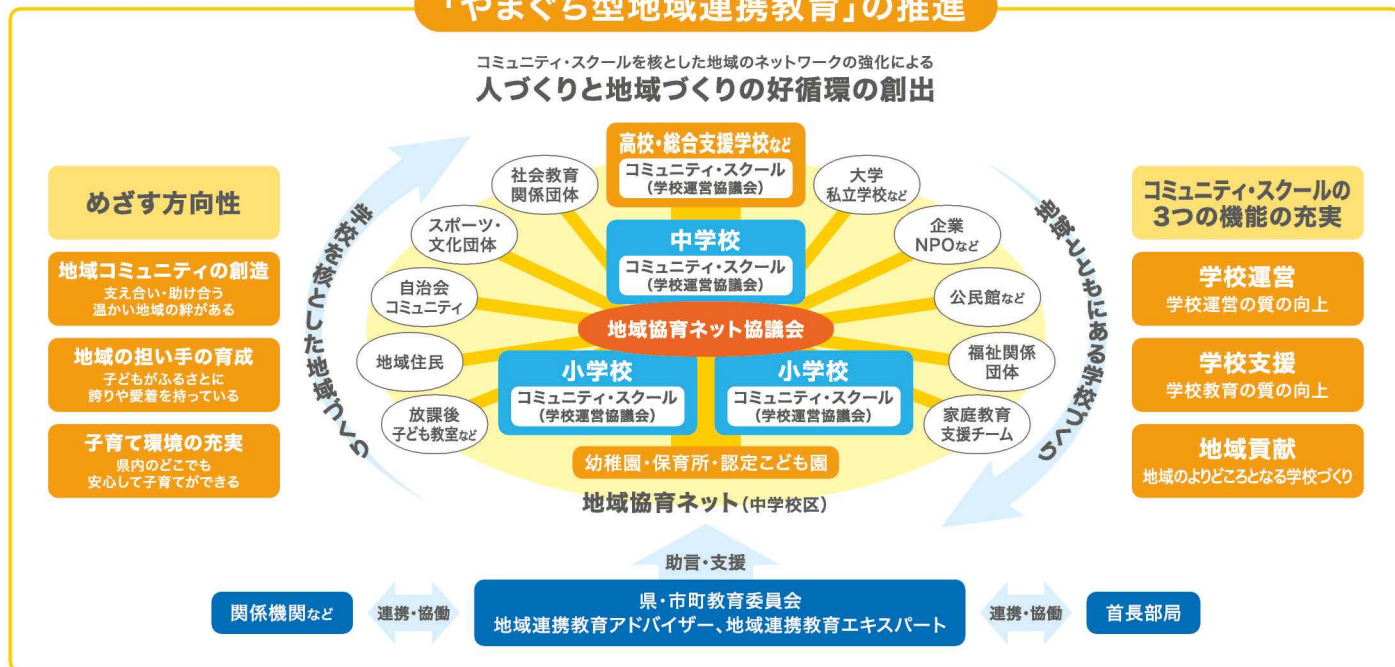 「やまぐち型地域連携教育」の推進
コミュニティ・スクールを核とした地域のネットワークの強化による
人づくりと地域づくりの好循環の創出
めざす方向性
地域コミュニティの創造
支え合い・助け合う
温かい地域の絆がある
地域の担い手の育成
子どもがふるさとに
誇りや愛着を持っている
子育て環境の充実
県内のどこでも
安心して子育てができる
学校を核とした地域づくり
高校・総合支援学校など
コミュニティ・スクール
(学校運営協議会)
社会教育
関係団体
スポーツ・
文化団体
自治会
コミュニティ
地域住民
放課後
子ども教室など
中学校
コミュニティ・スクール
(学校運営協議会)
地域協育ネット協議会
小学校
コミュニティ・スクール
(学校運営協議会)
小学校
コミュニティ・スクール
(学校運営協議会)
幼稚園・保育所・認定こども園
地域協育ネット(中学校区)
大学
私立学校など
企業
NPOなど
公民館など
福祉関係
団体
家庭教育
支援チーム
地域とともにある学校づくり
コミュニティ・スクールの
3つの機能の充実
学校運営
学校運営の質の向上
学校支援
学校教育の質の向上
地域貢献
地域のよりどころとなる学校づくり
助言・支援
関係機関など
連携・協働
県・市町教育委員会
地域連携教育アドバイザー、地域連携教育エキスパート
連携・協働
首長部局